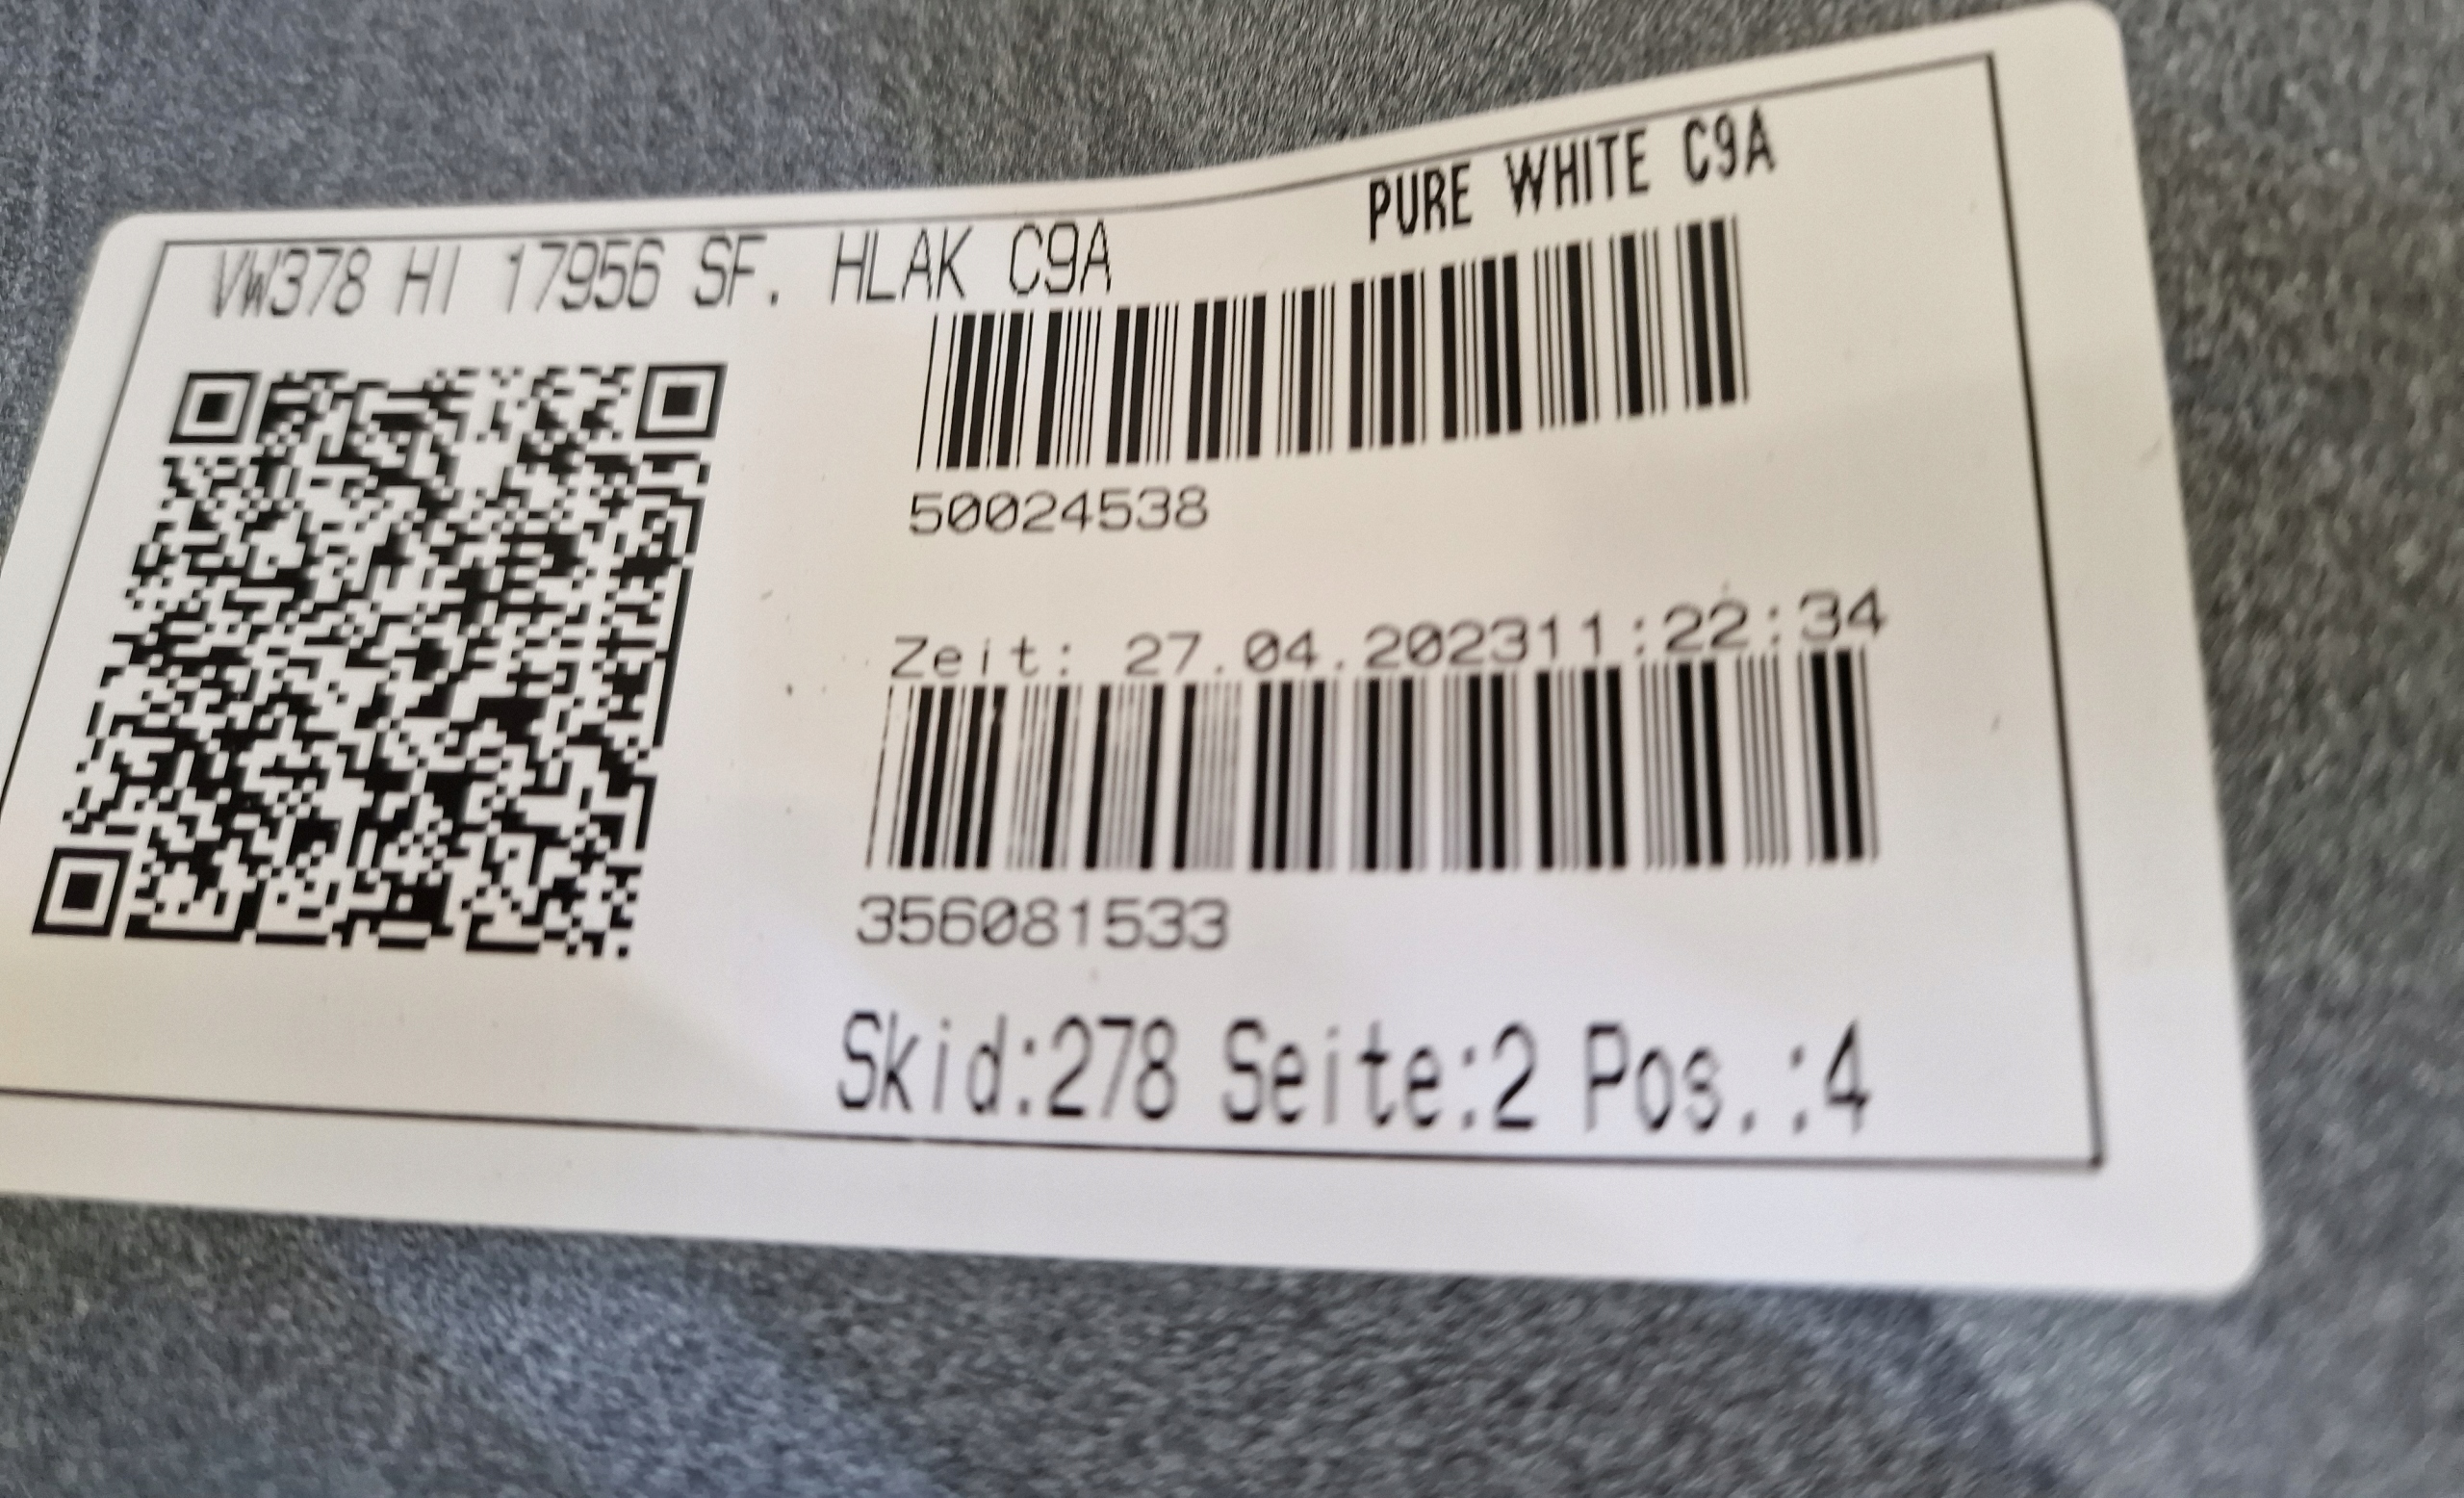 PURE WHITE C9A
VW378 HI 17956 SF. HLAK C9A
50024538
Zeit: 27.04.202311:22:34
356081533
Skid:278 Seite:2 Pos.:4